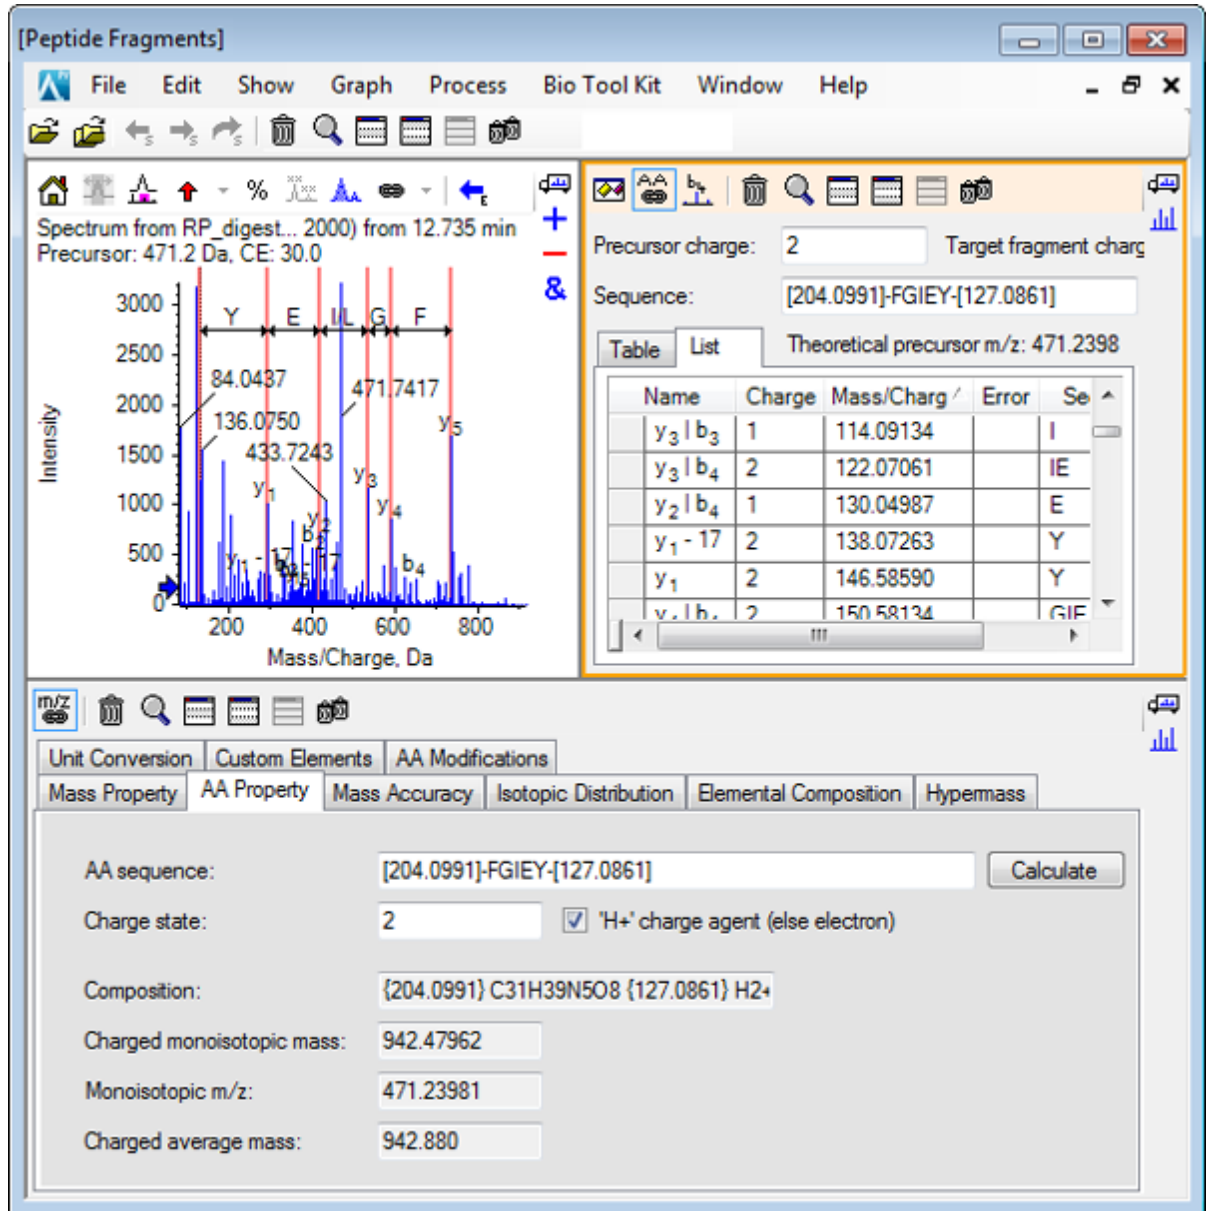 [Peptide Fragments]
File Edit Show Graph Process Bio Tool Kit Window Help
Spectrum from RP_digest... 2000) from 12.735 min
Precursor: 471.2 Da, CE: 30.0
Intensity
3000
2500
2000
1500
1000
500
0
Y E I/L G F
84.0437
471.7417
136.0750
433.7243
y5
y3
y1
y4
y2
b2
y1 - 17
b4
200 400 600 800
Mass/Charge, Da
Precursor charge: 2 Target fragment charg
Sequence: [204.0991]-FGIEY-[127.0861]
Table List Theoretical precursor m/z: 471.2398
Name Charge Mass/Charg Error Se
y3 | b3 1 114.09134 I
y3 | b4 2 122.07061 IE
y2 | b4 1 130.04987 E
y1 - 17 2 138.07263 Y
y1 2 146.58590 Y
2 150.58134 GIE
m/z
Unit Conversion Custom Elements AA Modifications
Mass Property AA Property Mass Accuracy Isotopic Distribution Elemental Composition Hypermass
AA sequence: [204.0991]-FGIEY-[127.0861] Calculate
Charge state: 2 'H+' charge agent (else electron)
Composition: {204.0991} C31H39N5O8 {127.0861} H2+
Charged monoisotopic mass: 942.47962
Monoisotopic m/z: 471.23981
Charged average mass: 942.880